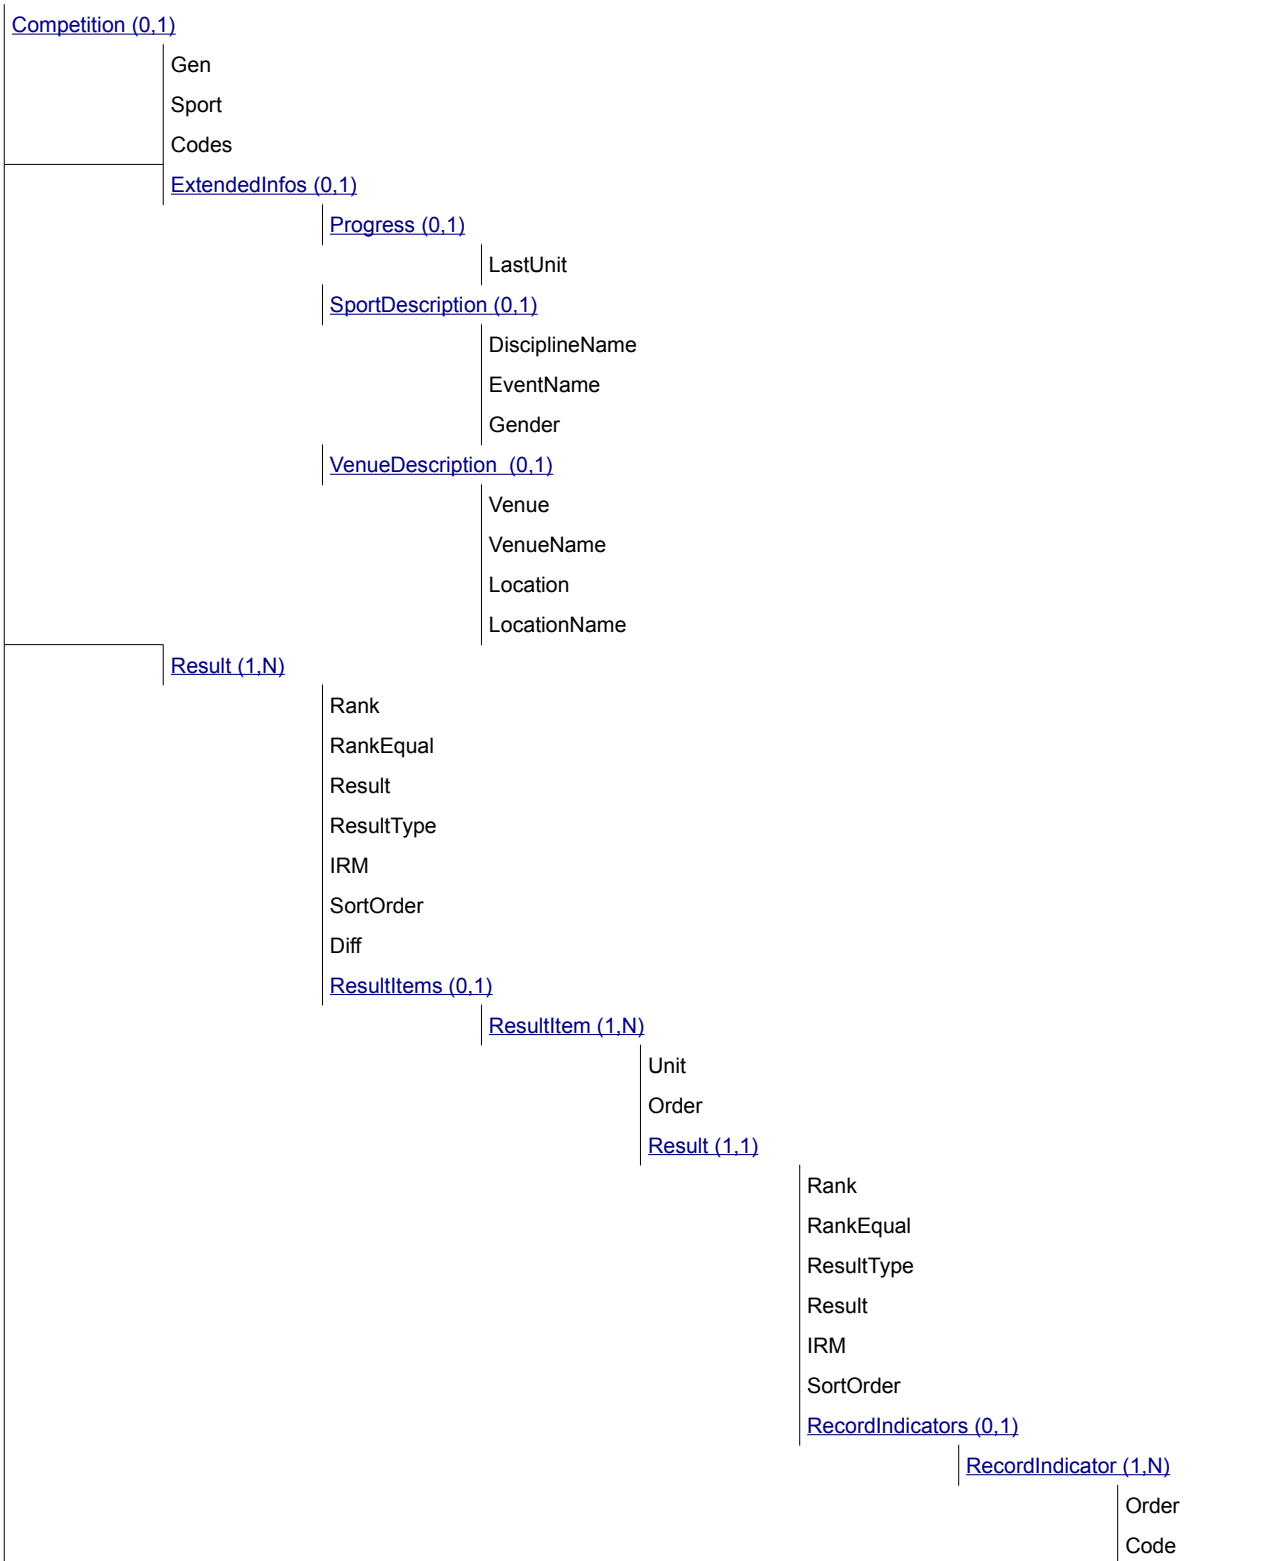 Competition (0,1)
Gen
Sport
Codes
ExtendedInfos (0,1)
Progress (0,1)
LastUnit
SportDescription (0,1)
DisciplineName
EventName
Gender
VenueDescription  (0,1)
Venue
VenueName
Location
LocationName
Result (1,N)
Rank
RankEqual
Result
ResultType
IRM
SortOrder
Diff
ResultItems (0,1)
ResultItem (1,N)
Unit
Order
Result (1,1)
Rank
RankEqual
ResultType
Result
IRM
SortOrder
RecordIndicators (0,1)
RecordIndicator (1,N)
Order
Code